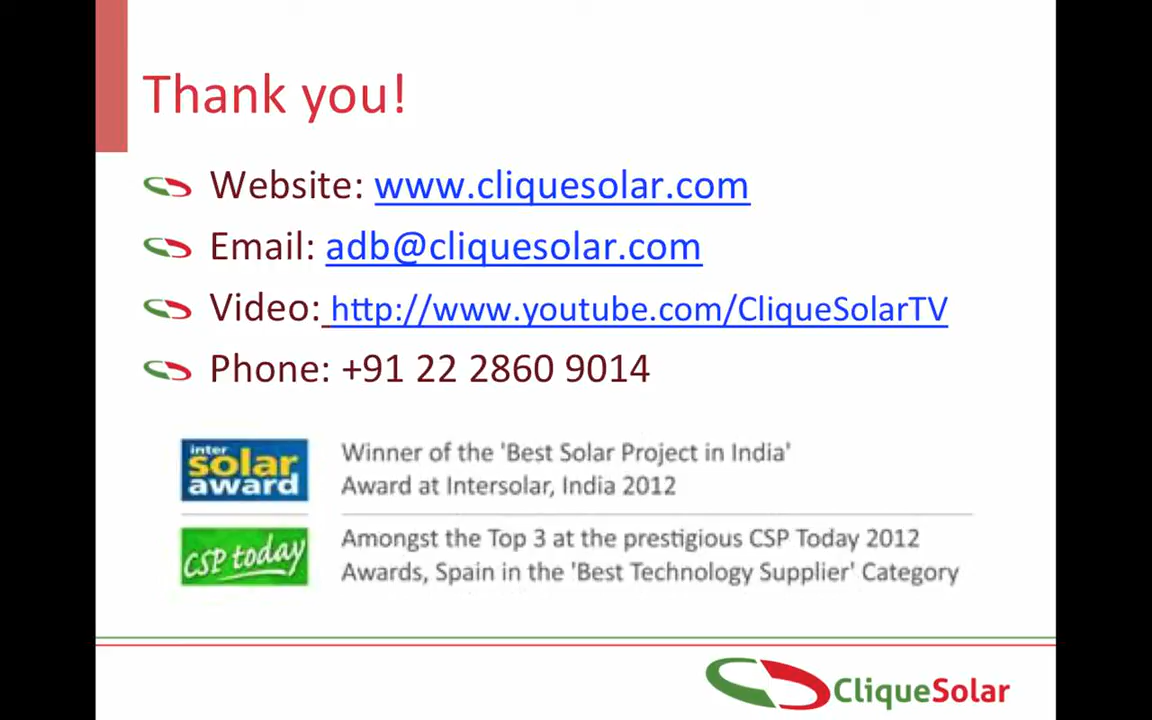 Thank you!
Website: www.cliquesolar.com
Email: adb@cliquesolar.com
Video: http://www.youtube.com/CliqueSolarTV
Phone: +91 22 2860 9014
inter
solar
award
Winner of the 'Best Solar Project in India'
Award at Intersolar, India 2012
CSP today
Amongst the Top 3 at the prestigious CSP Today 2012
Awards, Spain in the 'Best Technology Supplier' Category
CliqueSolar